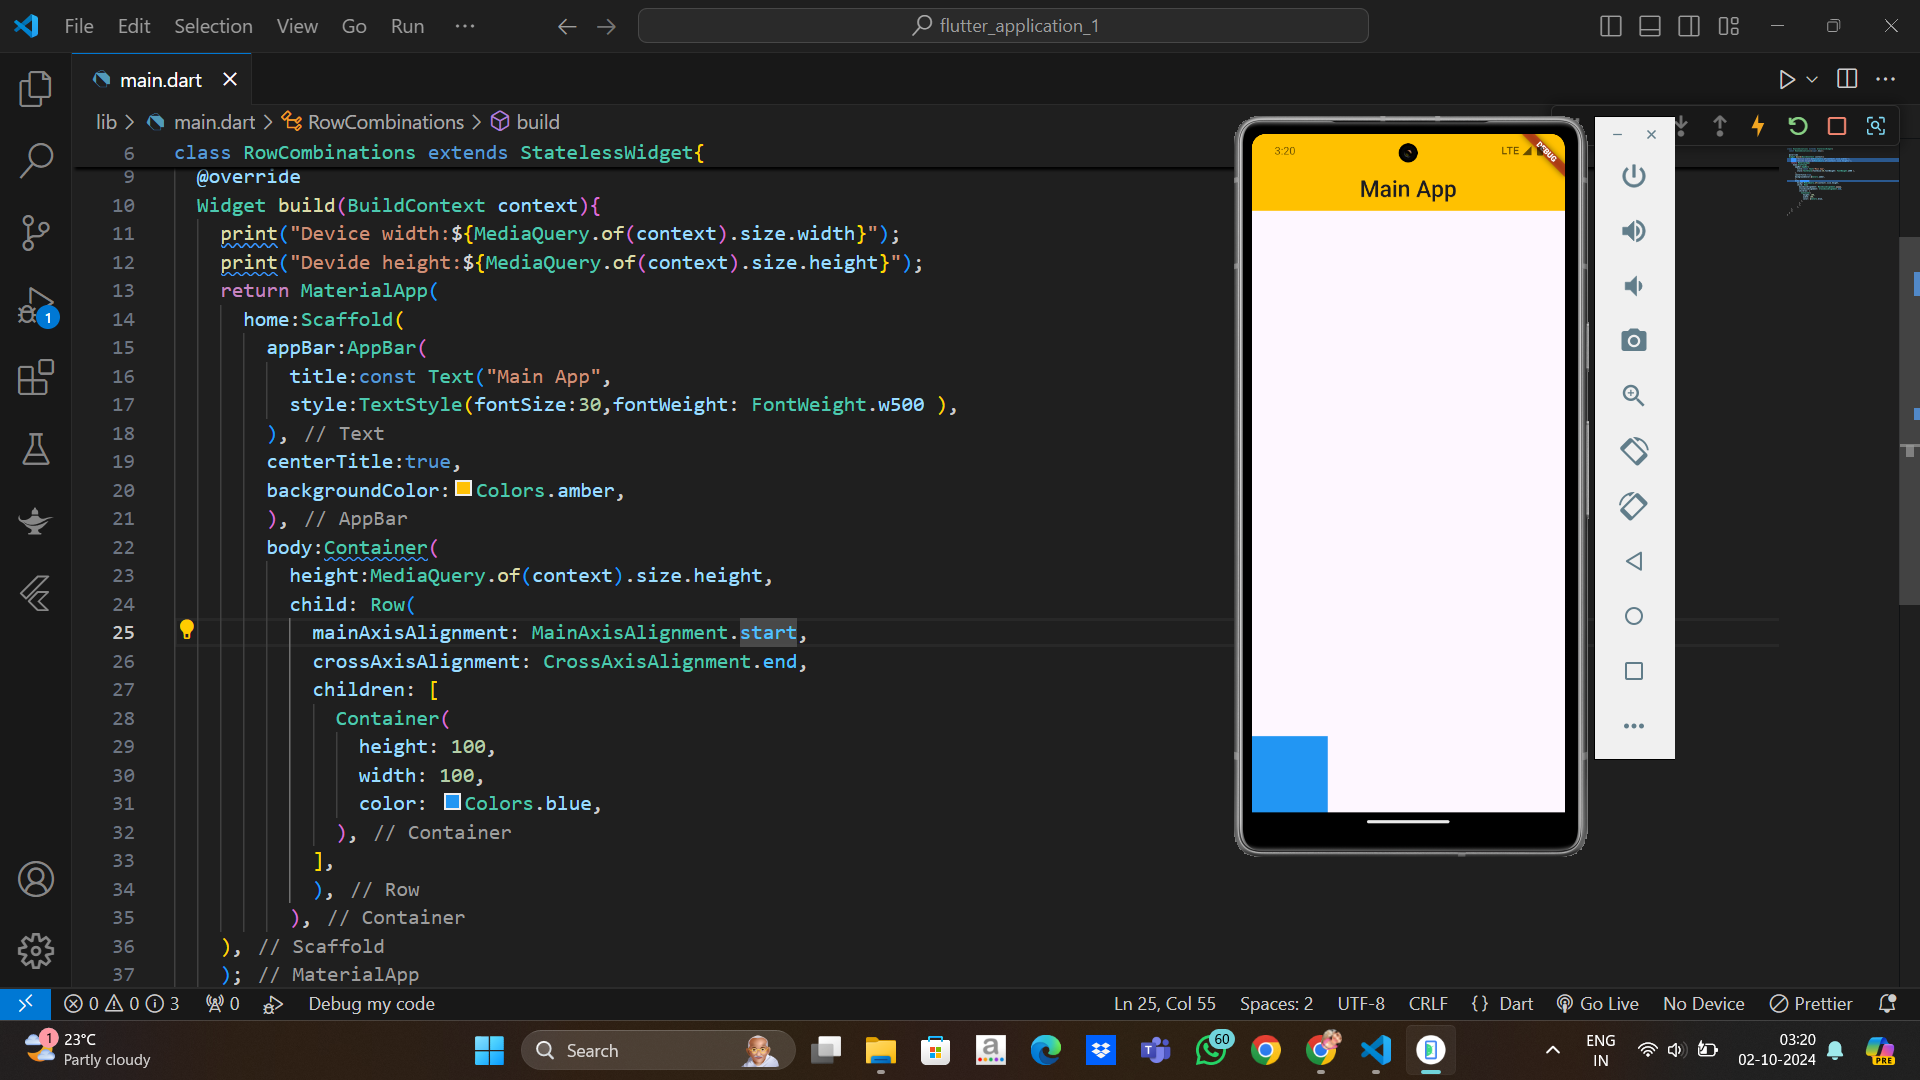 File Edit Selection View Go Run ···
flutter_application_1
main.dart
lib > main.dart > RowCombinations > build
6 class RowCombinations extends StatelessWidget{
9 @override
10 Widget build(BuildContext context){
11 print("Device width:${MediaQuery.of(context).size.width}");
12 print("Devide height:${MediaQuery.of(context).size.height}");
13 return MaterialApp(
14 home:Scaffold(
15 appBar:AppBar(
16 title:const Text("Main App",
17 style:TextStyle(fontSize:30,fontWeight: FontWeight.w500 ),
18 ), // Text
19 centerTitle:true,
20 backgroundColor:Colors.amber,
21 ), // AppBar
22 body:Container(
23 height:MediaQuery.of(context).size.height,
24 child: Row(
25 mainAxisAlignment: MainAxisAlignment.start,
26 crossAxisAlignment: CrossAxisAlignment.end,
27 children: [
28 Container(
29 height: 100,
30 width: 100,
31 color: Colors.blue,
32 ), // Container
33 ],
34 ), // Row
35 ), // Container
36 ), // Scaffold
37 ); // MaterialApp
3:20 LTE DEBUG
Main App
1
0 0 3 0 Debug my code Ln 25, Col 55 Spaces: 2 UTF-8 CRLF {} Dart Go Live No Device Prettier
1
23°C
Partly cloudy
Search
a
60
PRE
ENG
IN
03:20
02-10-2024